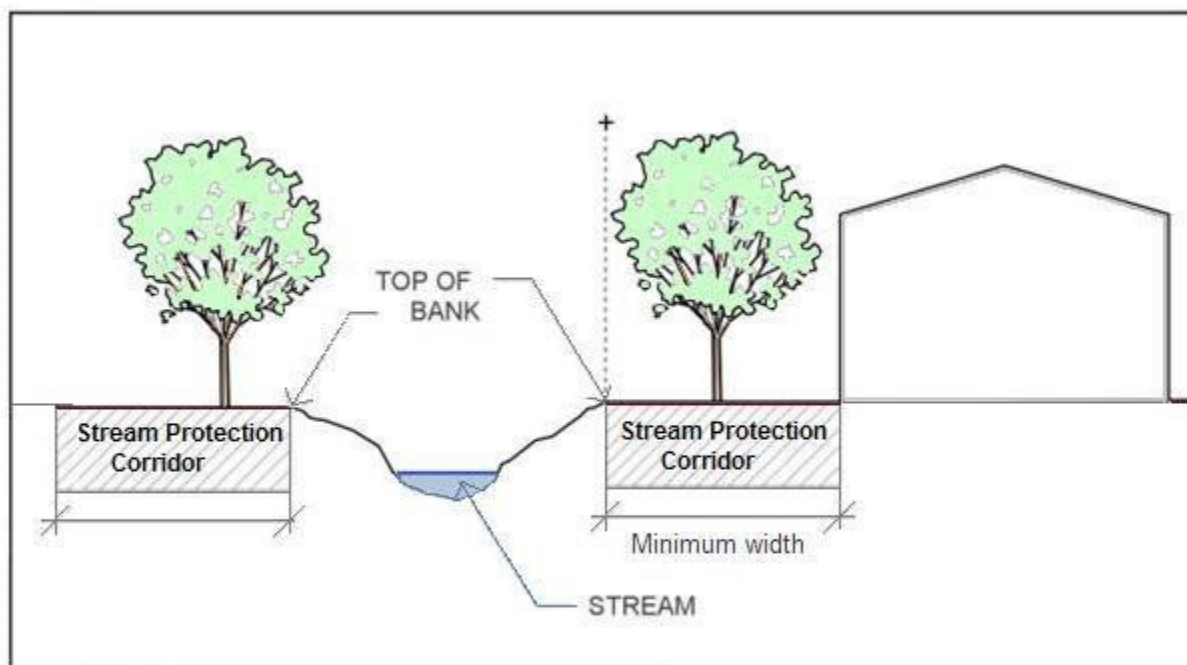 TOP OF
BANK
Stream Protection
Corridor
Stream Protection
Corridor
Minimum width
STREAM